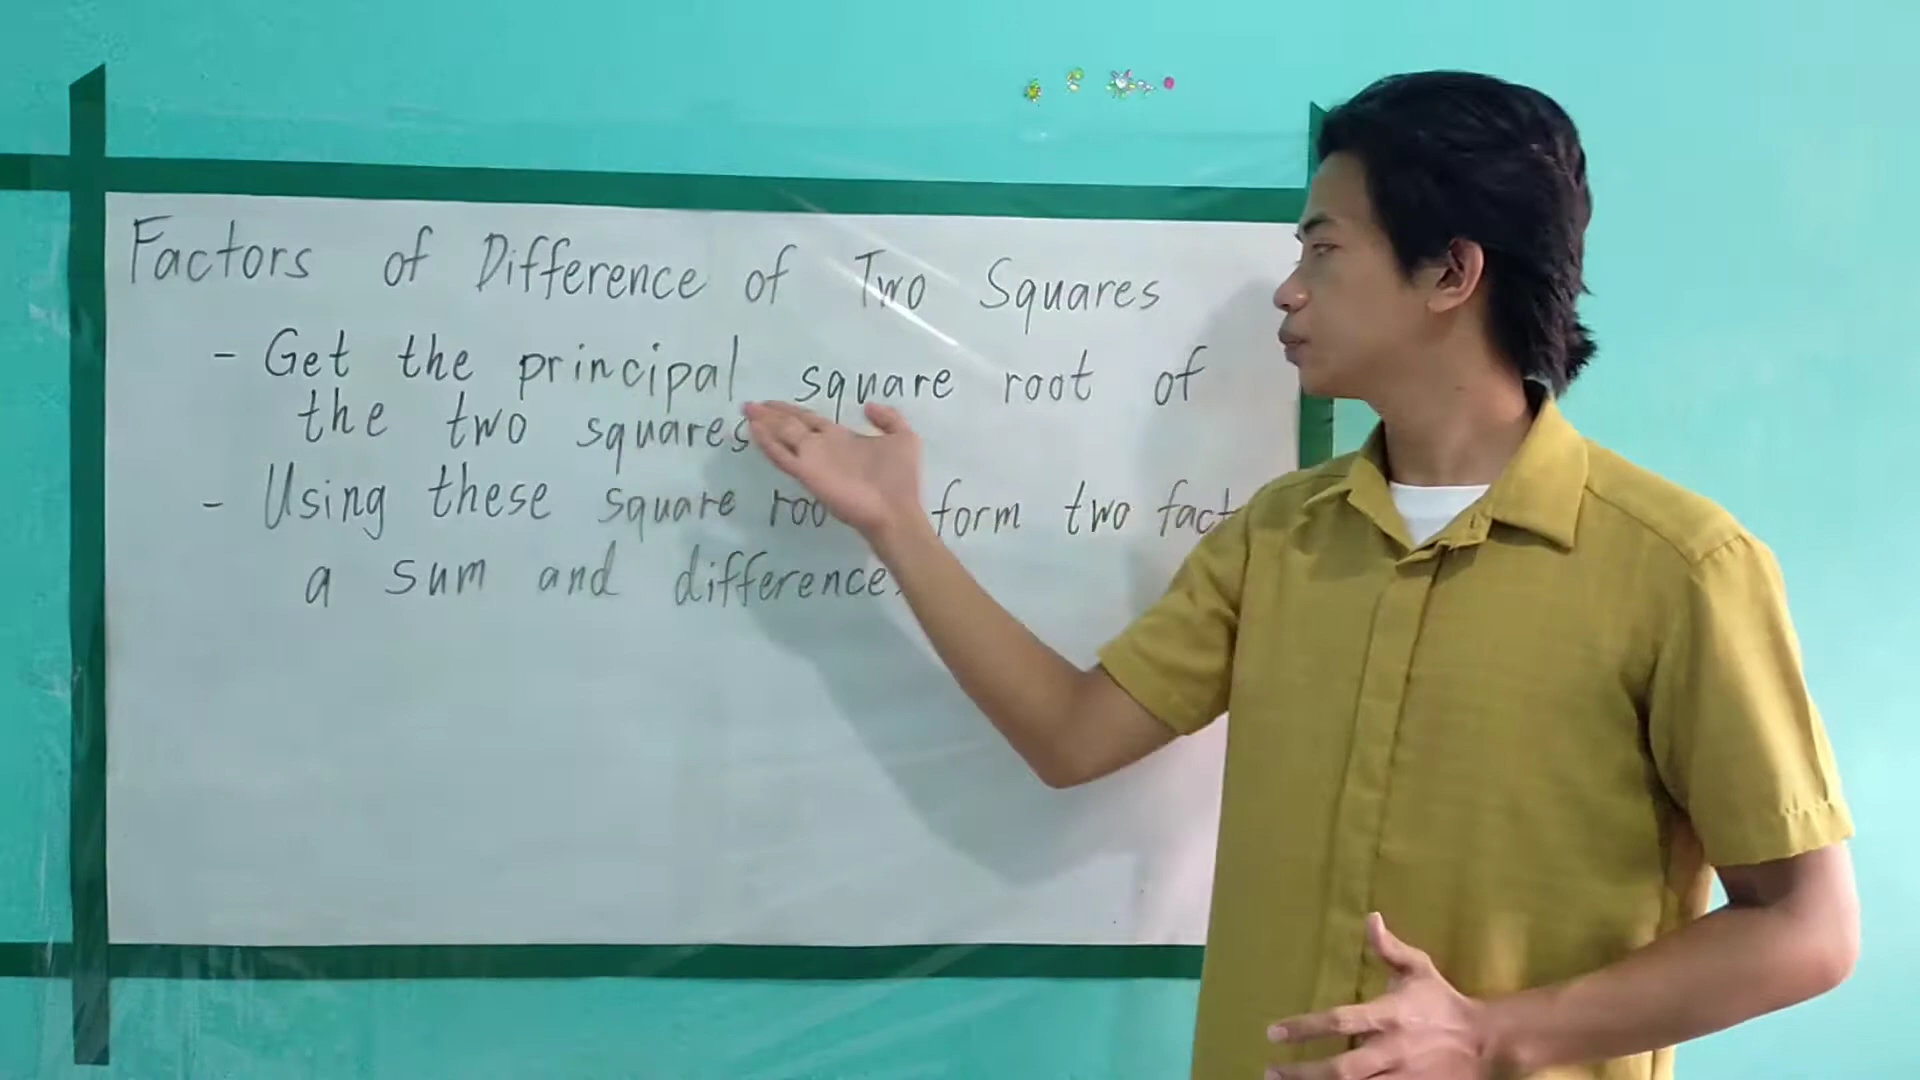 Factors of Difference of Two Squares
- Get the principal square root of
the two squares
- Using these square form two
a sum and difference.